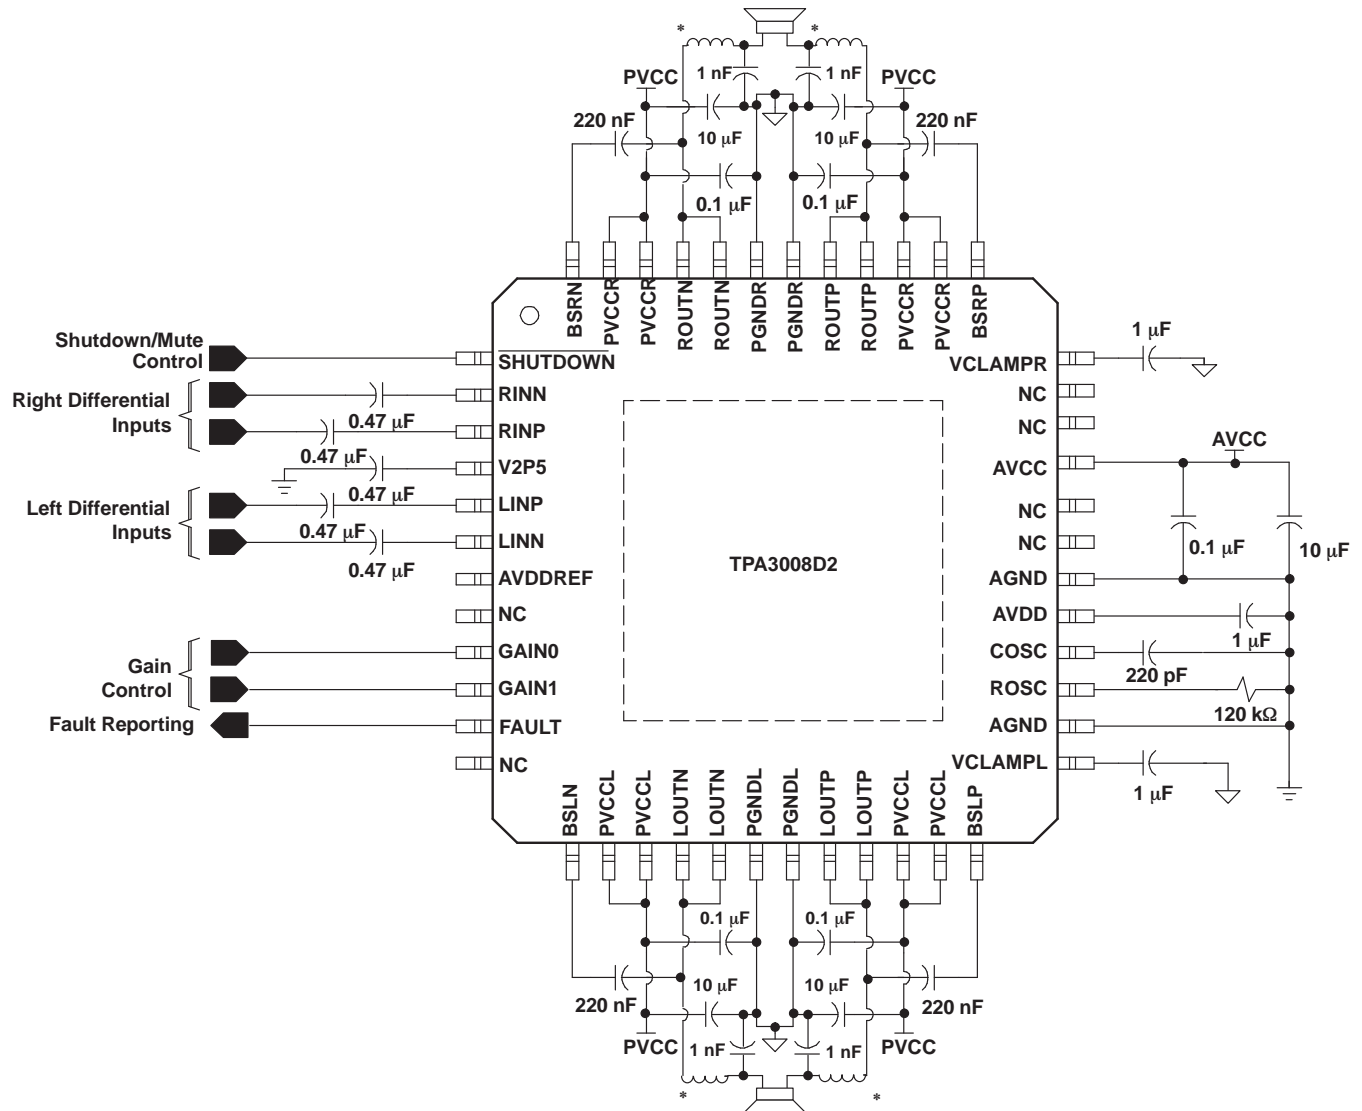 *
*
1 nF
1 nF
PVCC
PVCC
220 nF
10 μF
10 μF
220 nF
0.1 μF
0.1 μF
BSRN
PVCCR
PVCCR
ROUTN
ROUTN
PGNDR
PGNDR
ROUTP
ROUTP
PVCCR
PVCCR
BSRP
Shutdown/Mute
Control
SHUTDOWN
Right Differential
Inputs
RINN
0.47 μF
RINP
0.47 μF
V2P5
0.47 μF
Left Differential
Inputs
LINP
0.47 μF
LINN
0.47 μF
AVDDREF
NC
Gain
Control
GAIN0
GAIN1
Fault Reporting
FAULT
NC
TPA3008D2
1 μF
VCLAMPR
NC
NC
AVCC
AVCC
NC
NC
0.1 μF
10 μF
AGND
AVDD
1 μF
COSC
220 pF
ROSC
120 kΩ
AGND
VCLAMPL
1 μF
BSLN
PVCCL
PVCCL
LOUTN
LOUTN
PGNDL
PGNDL
LOUTP
LOUTP
PVCCL
PVCCL
BSLP
0.1 μF
0.1 μF
10 μF
10 μF
220 nF
220 nF
PVCC
PVCC
1 nF
1 nF
*
*